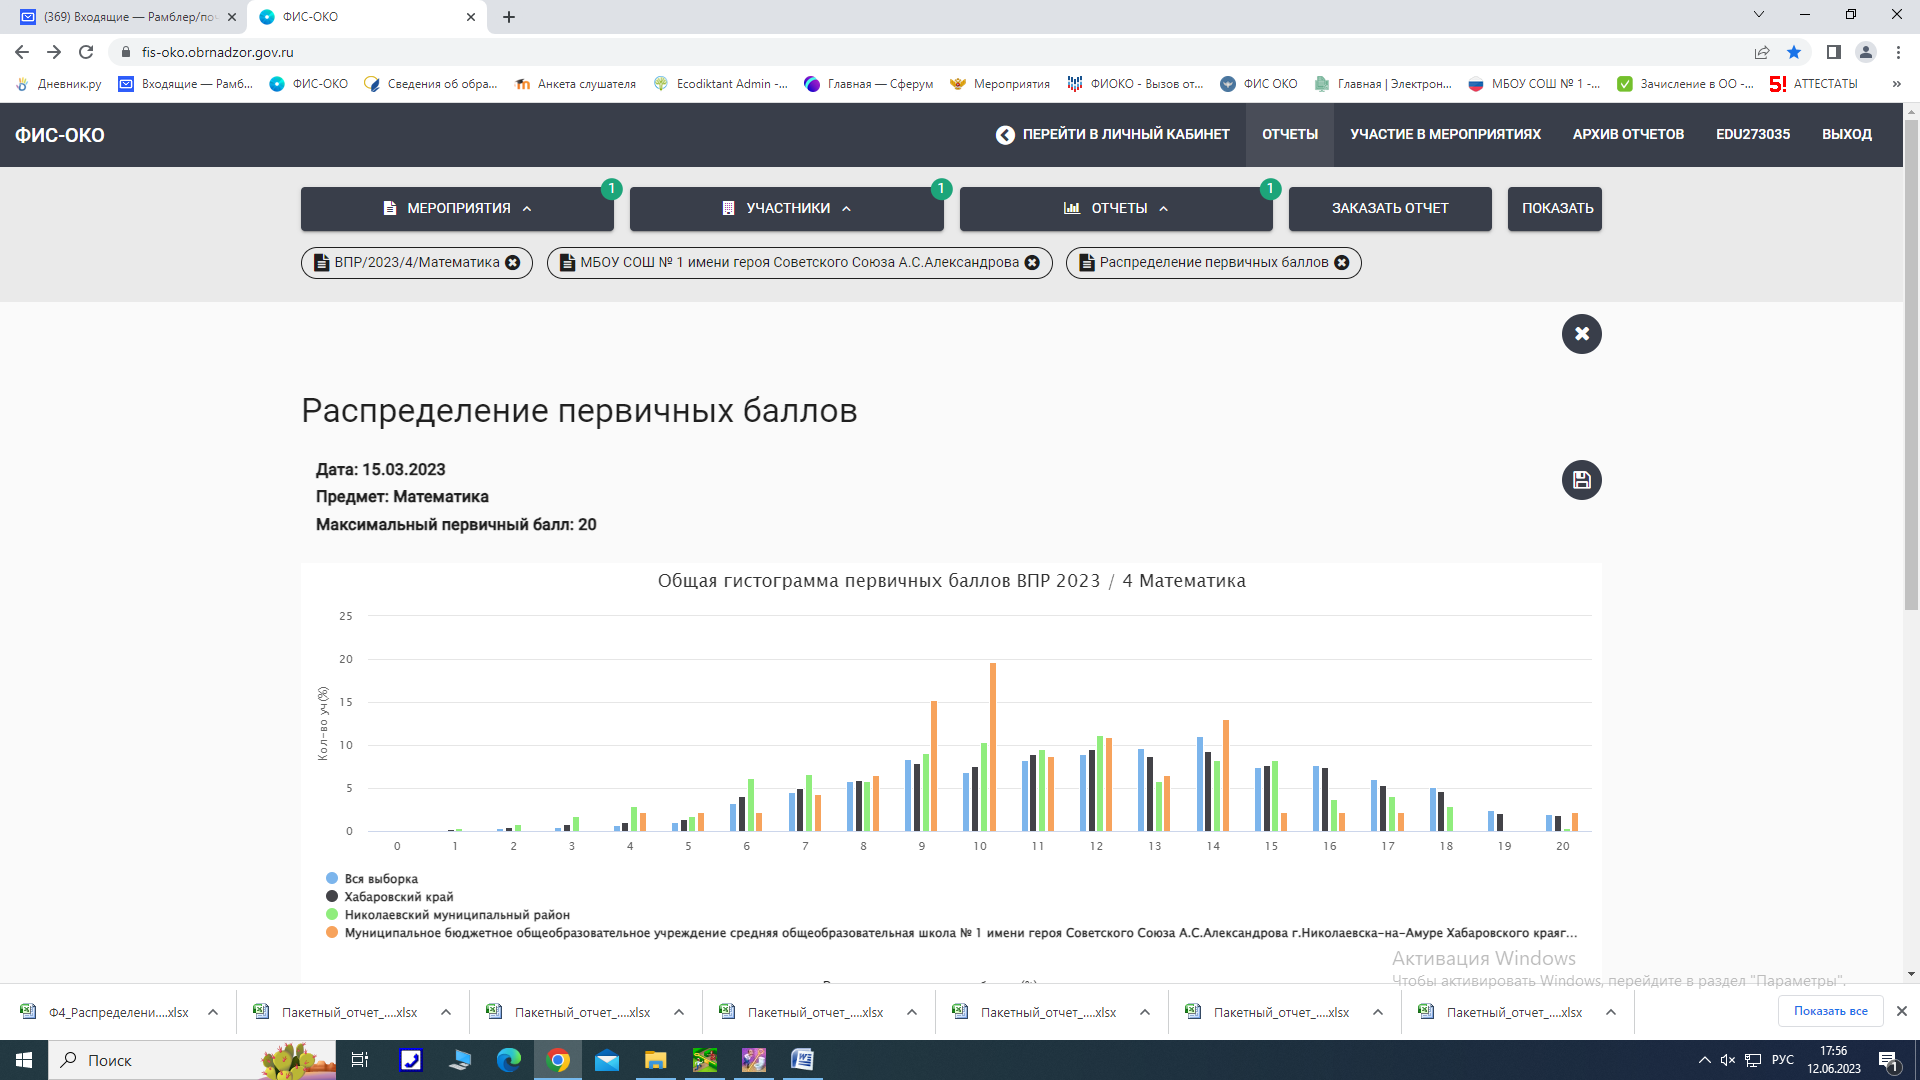 (369) Входящие — Рамблер/поч
ФИС-ОКО
fis-oko.obrnadzor.gov.ru
Дневник.ру
Входящие — Рамб...
ФИС-ОКО
Сведения об обра...
Анкета слушателя
Ecodiktant Admin -...
Главная — Сферум
Мероприятия
ФИОКО - Вызов от...
ФИС ОКО
Главная | Электрон...
МБОУ СОШ № 1 -...
Зачисление в ОО -...
5! АТТЕСТАТЫ
»
ФИС-ОКО
ПЕРЕЙТИ В ЛИЧНЫЙ КАБИНЕТ
ОТЧЕТЫ
УЧАСТИЕ В МЕРОПРИЯТИЯХ
АРХИВ ОТЧЕТОВ
EDU273035
ВЫХОД
МЕРОПРИЯТИЯ 1
УЧАСТНИКИ 1
ОТЧЕТЫ 1
ЗАКАЗАТЬ ОТЧЕТ
ПОКАЗАТЬ
ВПР/2023/4/Математика
МБОУ СОШ № 1 имени героя Советского Союза А.С.Александрова
Распределение первичных баллов
Распределение первичных баллов
Дата: 15.03.2023
Предмет: Математика
Максимальный первичный балл: 20
Общая гистограмма первичных баллов ВПР 2023 / 4 Математика
Кол-во уч(%)
25
20
15
10
5
0
0 1 2 3 4 5 6 7 8 9 10 11 12 13 14 15 16 17 18 19 20
Вся выборка
Хабаровский край
Николаевский муниципальный район
Муниципальное бюджетное общеобразовательное учреждение средняя общеобразовательная школа № 1 имени героя Советского Союза А.С.Александрова г.Николаевска-на-Амуре Хабаровского краяг...
Активация Windows
Чтобы активировать Windows, перейдите в раздел "Параметры".
Ф4_Распределени....xlsx
Пакетный_отчет_....xlsx
Пакетный_отчет_....xlsx
Пакетный_отчет_....xlsx
Пакетный_отчет_....xlsx
Пакетный_отчет_....xlsx
Пакетный_отчет_....xlsx
Показать все
Поиск
РУС
17:56
12.06.2023
1